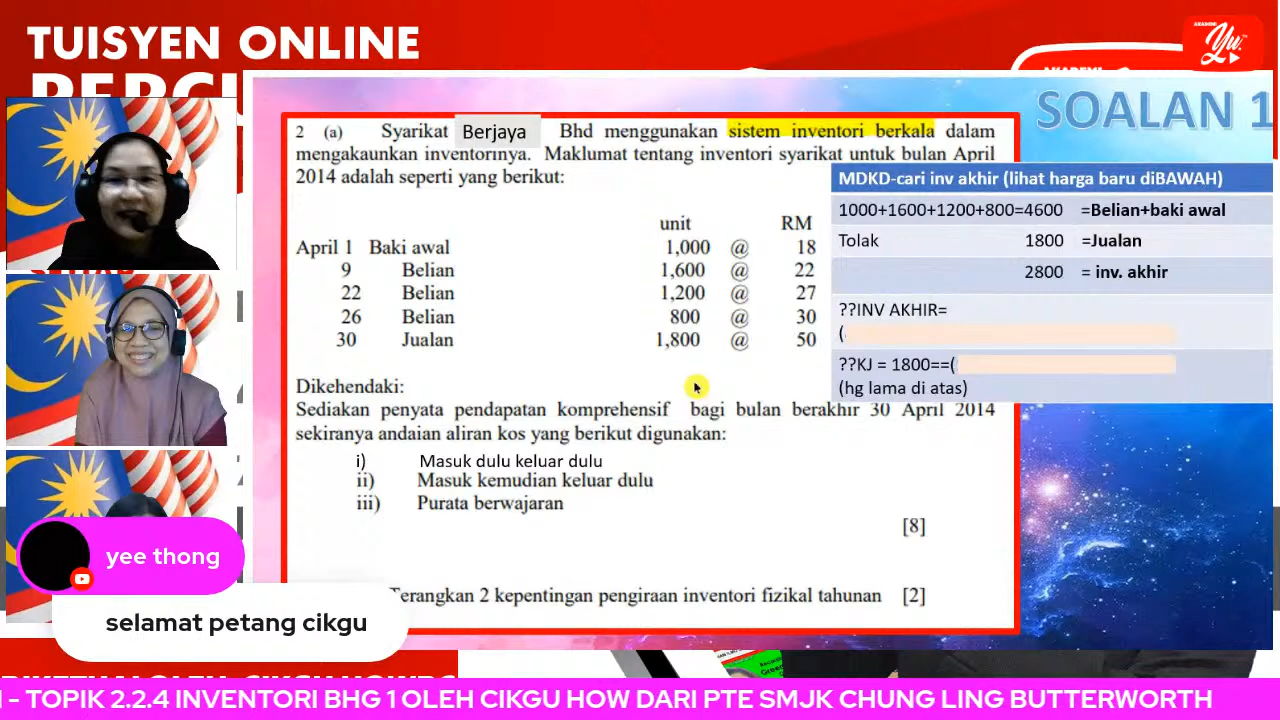 TUISYEN ONLINE
SOALAN 1
2 (a) Syarikat Berjaya Bhd menggunakan sistem inventori berkala dalam
mengakaunkan inventorinya. Maklumat tentang inventori syarikat untuk bulan April
2014 adalah seperti yang berikut:
unit RM
April 1 Baki awal 1,000 @ 18
9 Belian 1,600 @ 22
22 Belian 1,200 @ 27
26 Belian 800 @ 30
30 Jualan 1,800 @ 50
MDKD-cari inv akhir (lihat harga baru diBAWAH)
1000+1600+1200+800=4600 =Belian+baki awal
Tolak 1800 =Jualan
2800 = inv. akhir
??INV AKHIR=
(
??KJ = 1800==(
(hg lama di atas)
Dikehendaki:
Sediakan penyata pendapatan komprehensif bagi bulan berakhir 30 April 2014
sekiranya andaian aliran kos yang berikut digunakan:
i) Masuk dulu keluar dulu
ii) Masuk kemudian keluar dulu
iii) Purata berwajaran
[8]
Terangkan 2 kepentingan pengiraan inventori fizikal tahunan [2]
yee thong
selamat petang cikgu
- TOPIK 2.2.4 INVENTORI BHG 1 OLEH CIKGU HOW DARI PTE SMJK CHUNG LING BUTTERWORTH